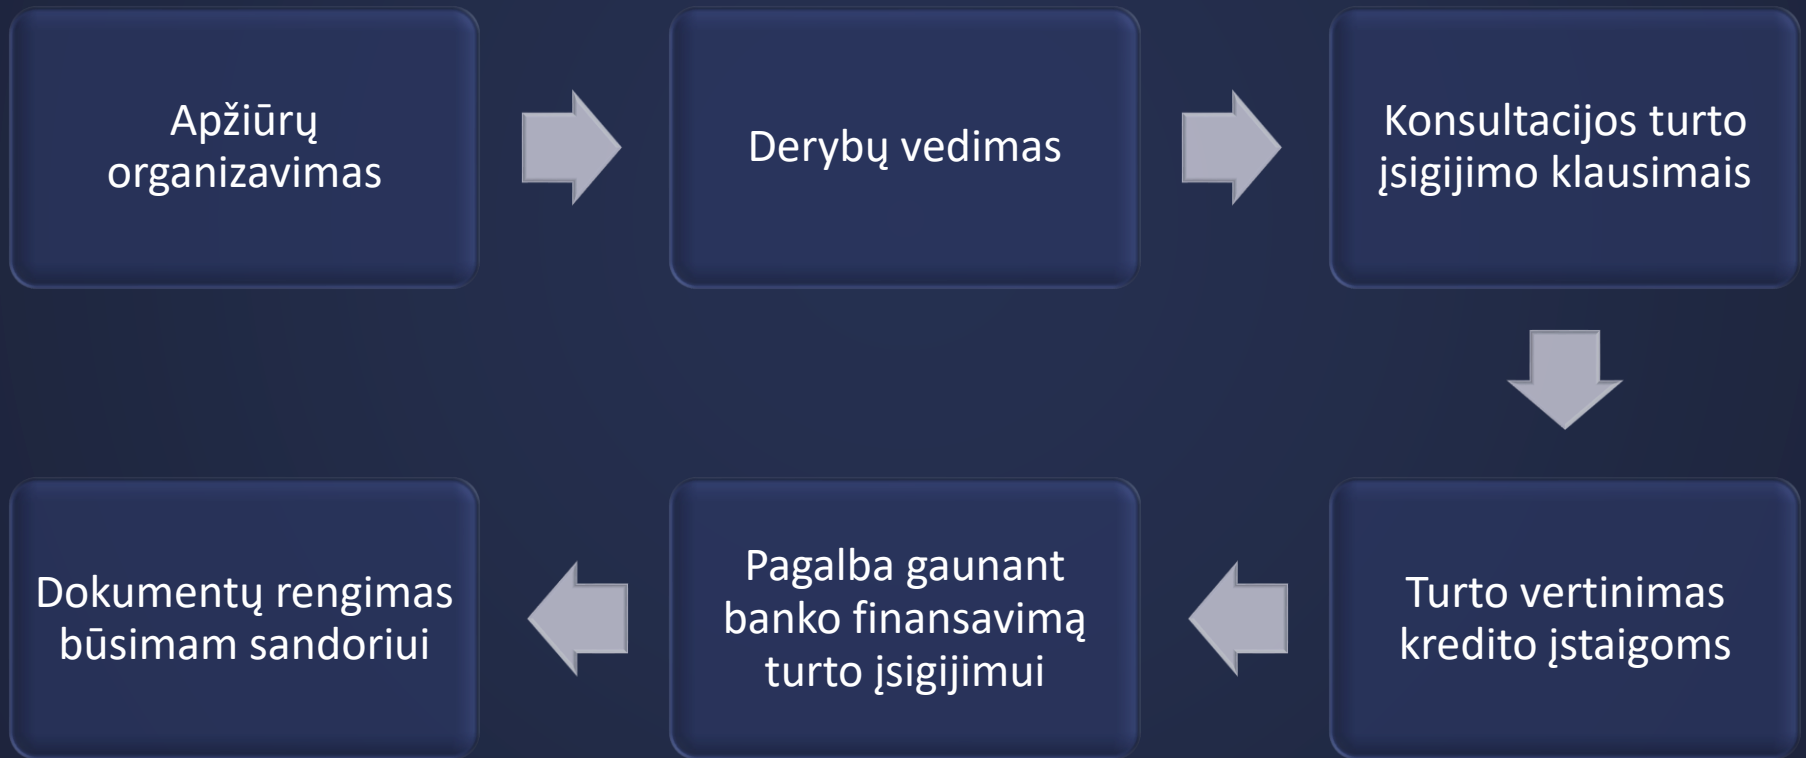 Apžiūrų
organizavimas
Derybų vedimas
Konsultacijos turto
įsigijimo klausimais
Turto vertinimas
kredito įstaigoms
Pagalba gaunant
banko finansavimą
turto įsigijimui
Dokumentų rengimas
būsimam sandoriui